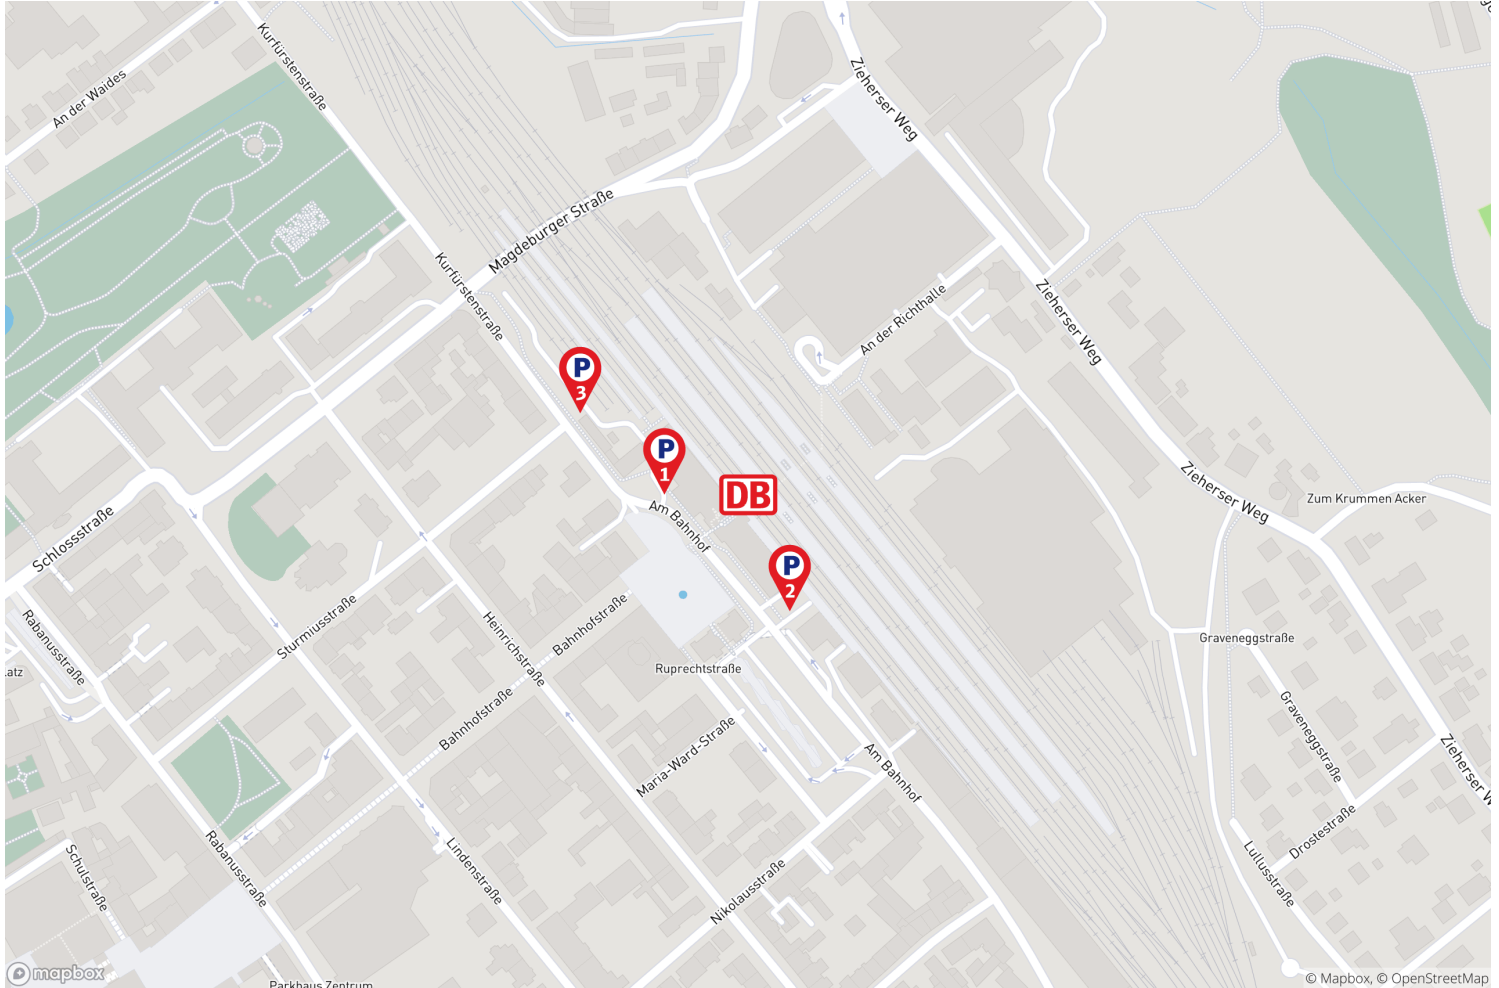 Kurfürstenstraße
An der Waides
Zieherser Weg
Magdeburger Straße
Kurfürstenstraße
An der Richthalle
Zieherser Weg
P
3
P
1
DB
Am Bahnhof
P
2
Zieherser Weg
Zum Krummen Acker
Schlossstraße
Rabanusstraße
Sturmiusstraße
Heinrichstraße
Bahnhofstraße
Ruprechtstraße
Graveneggstraße
latz
Bahnhofstraße
Maria-Ward-Straße
Am Bahnhof
Graveneggstraße
Zieherser W
Drostestraße
Lullusstraße
Schulstraße
Rabanusstraße
Lindenstraße
Nikolausstraße
Parkhaus Zentrum
mapbox
© Mapbox, © OpenStreetMap